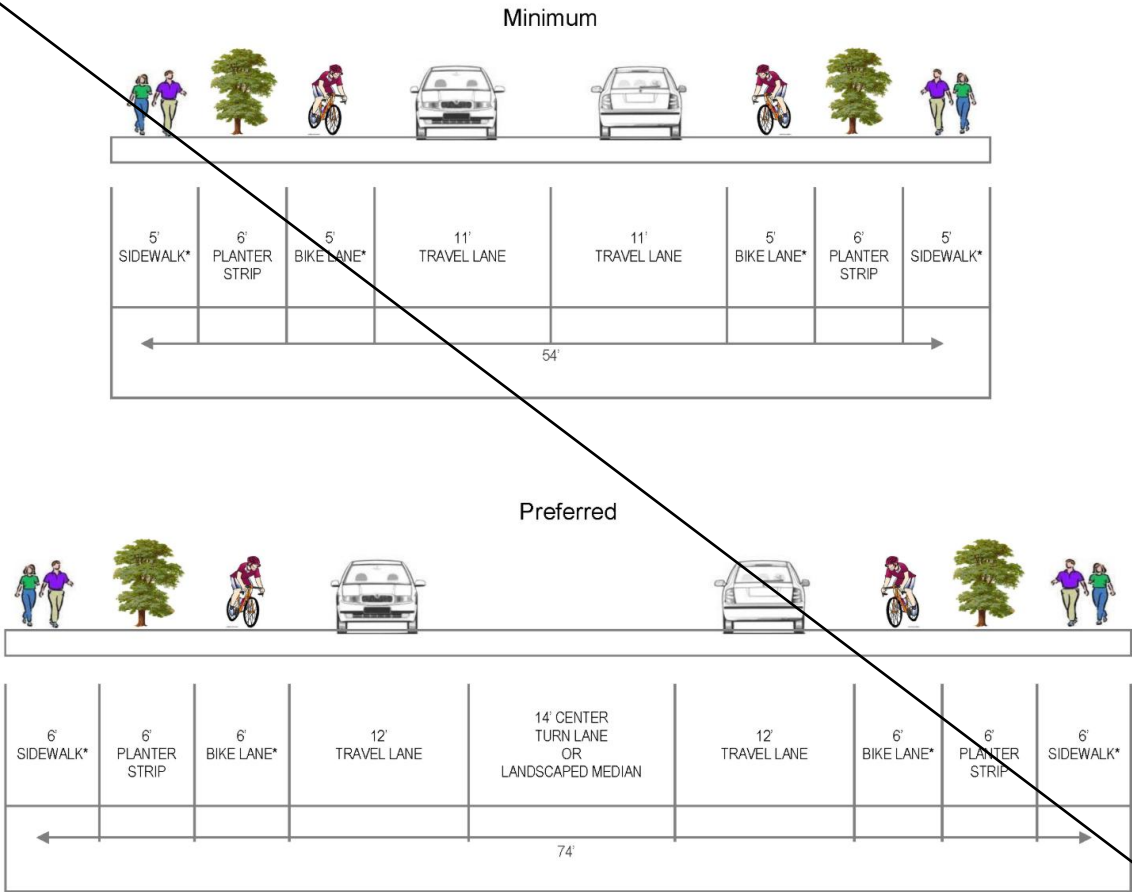 Minimum
5'
SIDEWALK*
6'
PLANTER
STRIP
5'
BIKE LANE*
11'
TRAVEL LANE
11'
TRAVEL LANE
5'
BIKE LANE*
6'
PLANTER
STRIP
5'
SIDEWALK*
54'
Preferred
6'
SIDEWALK*
6'
PLANTER
STRIP
6'
BIKE LANE*
12'
TRAVEL LANE
14' CENTER
TURN LANE
OR
LANDSCAPED MEDIAN
12'
TRAVEL LANE
6'
BIKE LANE*
6'
PLANTER
STRIP
6'
SIDEWALK*
74'